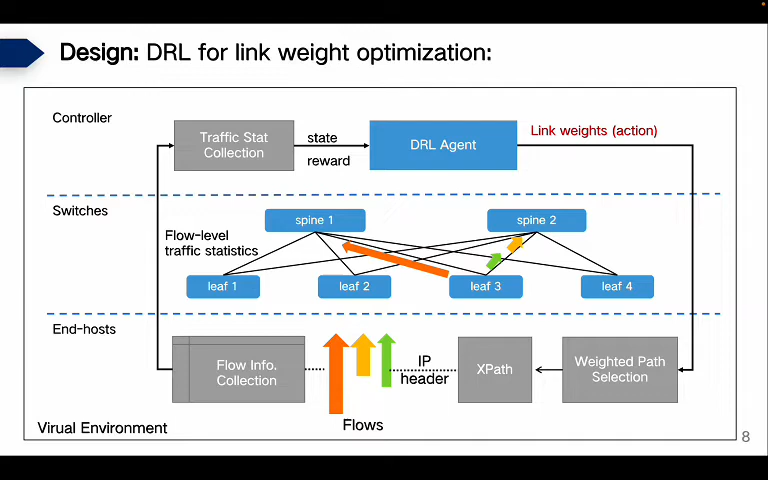 Design: DRL for link weight optimization:
Controller
Traffic Stat
Collection
state
reward
DRL Agent
Link weights (action)
Switches
spine 1
spine 2
Flow-level
traffic statistics
leaf 1
leaf 2
leaf 3
leaf 4
End-hosts
Flow Info.
Collection
IP
header
XPath
Weighted Path
Selection
Flows
Virual Environment
8